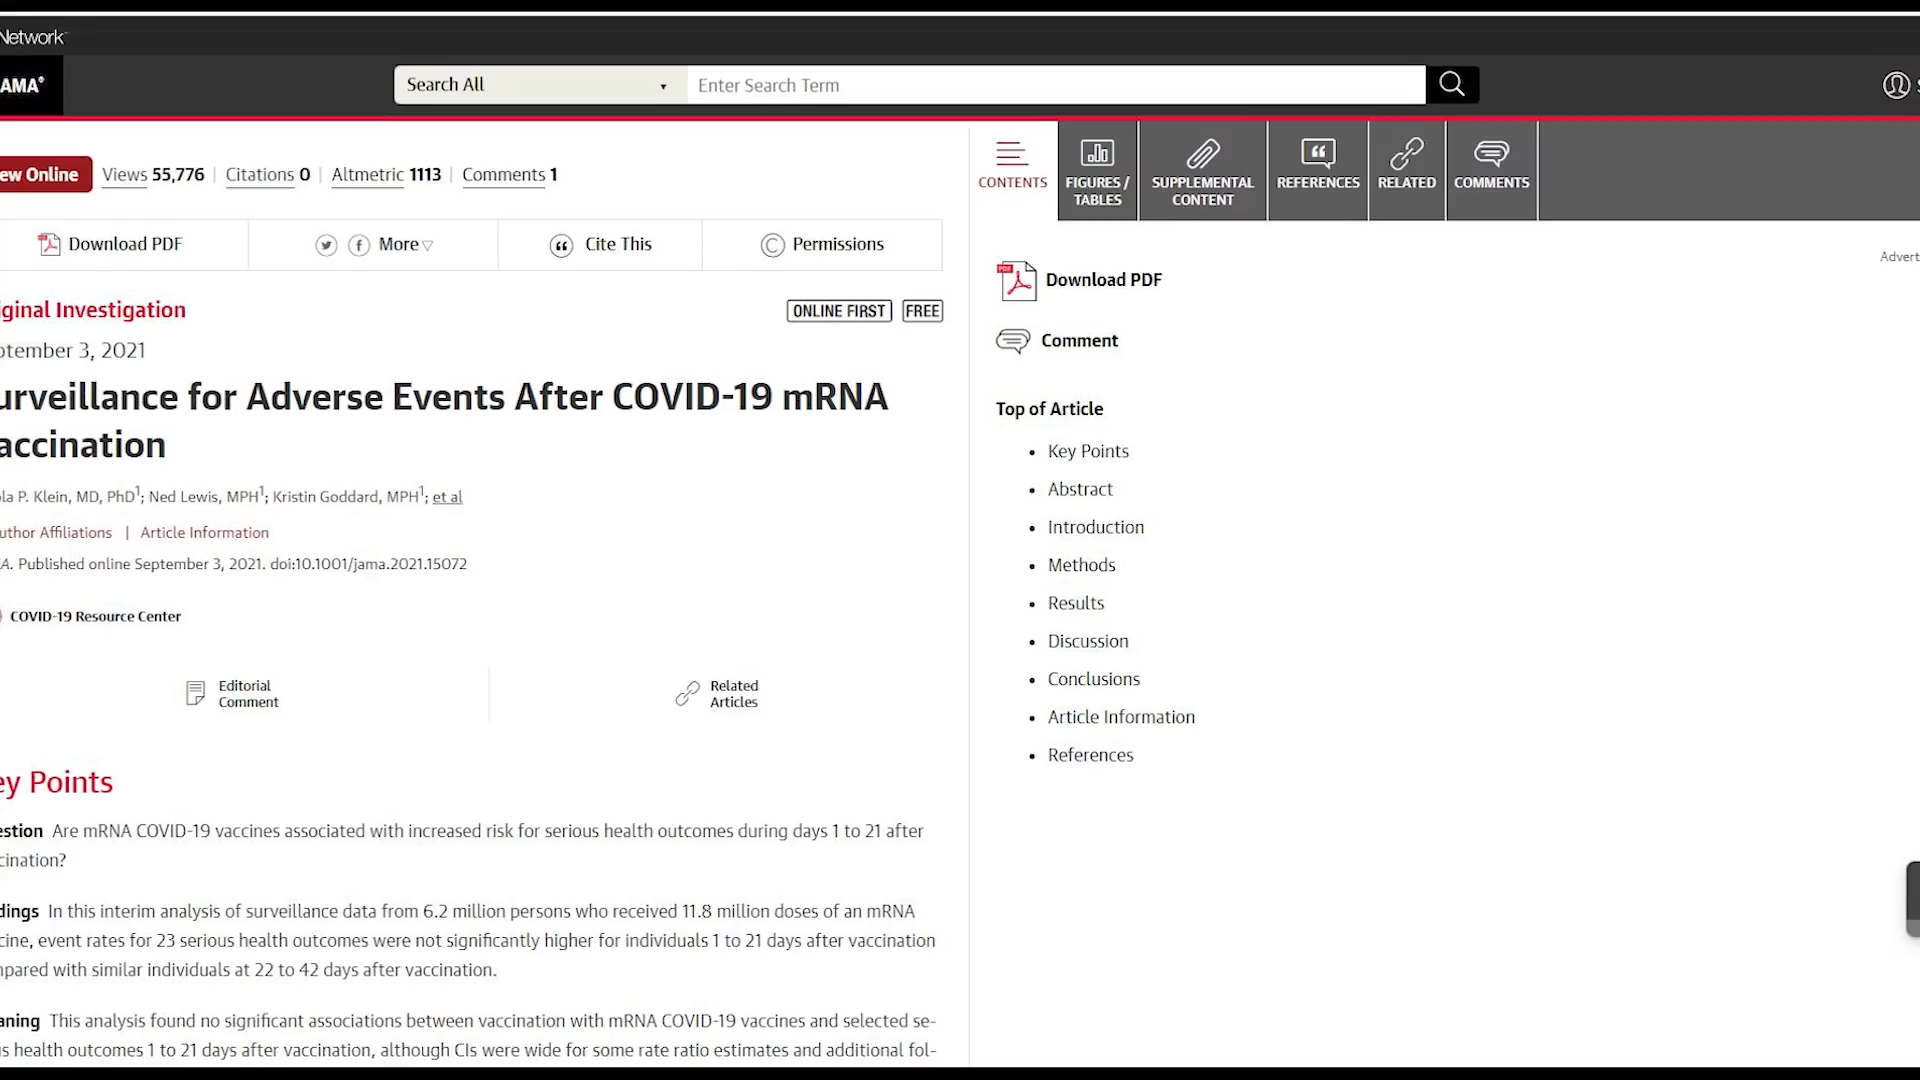 Network
AMA®
Search All
Enter Search Term
ew Online
Views 55,776 | Citations 0 | Altmetric 1113 | Comments 1
CONTENTS
FIGURES / TABLES
SUPPLEMENTAL CONTENT
REFERENCES
RELATED
COMMENTS
Download PDF
More
Cite This
Permissions
iginal Investigation
ONLINE FIRST
FREE
ptember 3, 2021
urveillance for Adverse Events After COVID-19 mRNA
accination
la P. Klein, MD, PhD1; Ned Lewis, MPH1; Kristin Goddard, MPH1; et al
uthor Affiliations | Article Information
A. Published online September 3, 2021. doi:10.1001/jama.2021.15072
COVID-19 Resource Center
Editorial
Comment
Related
Articles
ey Points
estion Are mRNA COVID-19 vaccines associated with increased risk for serious health outcomes during days 1 to 21 after
cination?
dings In this interim analysis of surveillance data from 6.2 million persons who received 11.8 million doses of an mRNA
cine, event rates for 23 serious health outcomes were not significantly higher for individuals 1 to 21 days after vaccination
mpared with similar individuals at 22 to 42 days after vaccination.
aning This analysis found no significant associations between vaccination with mRNA COVID-19 vaccines and selected se-
s health outcomes 1 to 21 days after vaccination, although CIs were wide for some rate ratio estimates and additional fol-
Advert
Download PDF
Comment
Top of Article
Key Points
Abstract
Introduction
Methods
Results
Discussion
Conclusions
Article Information
References